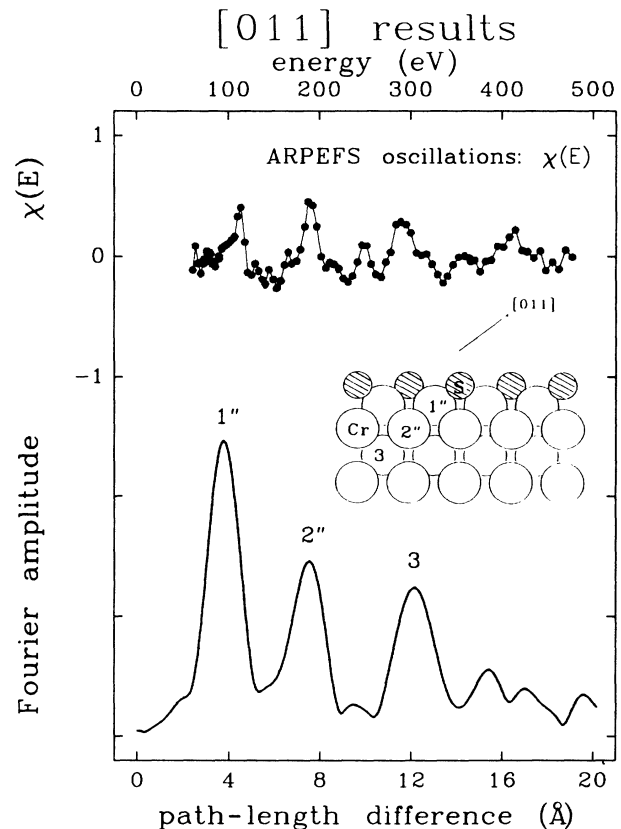 [011] results
energy (eV)
0 100 200 300 400 500
1
ARPEFS oscillations: χ(E)
χ(E)
0
[011]
-1
S
1"
1"
Cr
2"
3
2"
3
Fourier amplitude
0 4 8 12 16 20
path-length difference (Å)